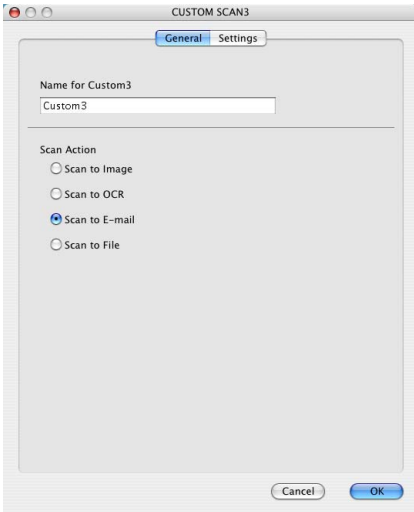 CUSTOM SCAN3
General Settings
Name for Custom3
Custom3
Scan Action
Scan to Image
Scan to OCR
Scan to E-mail
Scan to File
Cancel OK